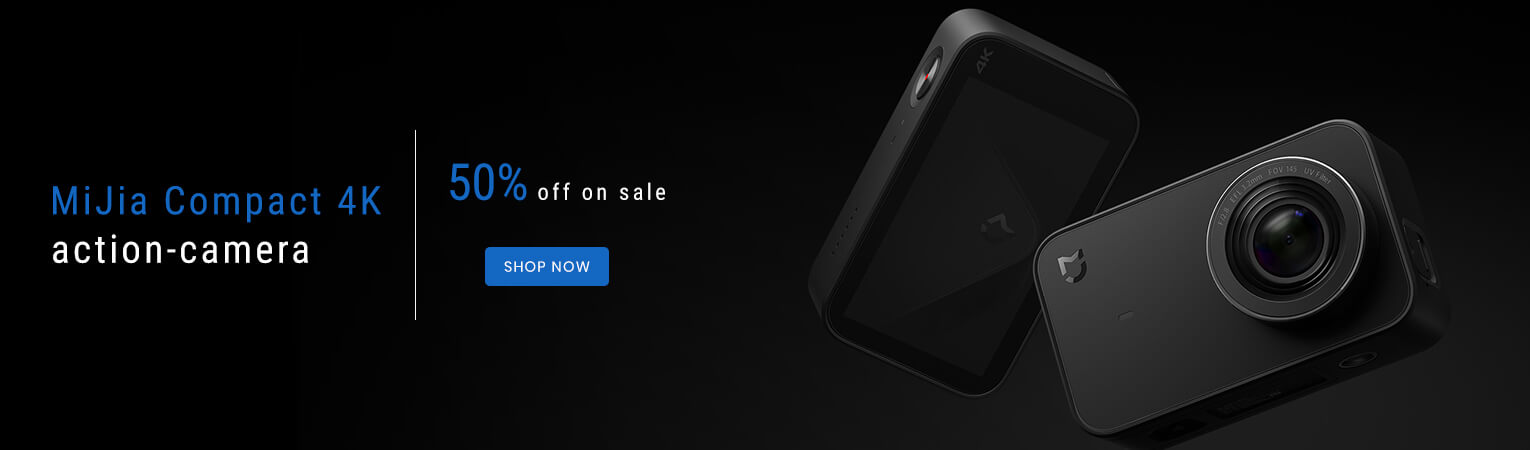 MiJia Compact 4K
action-camera
50% off on sale
SHOP NOW
4K
F/2.8 EFL 3.2mm FOV 145 UV Filter